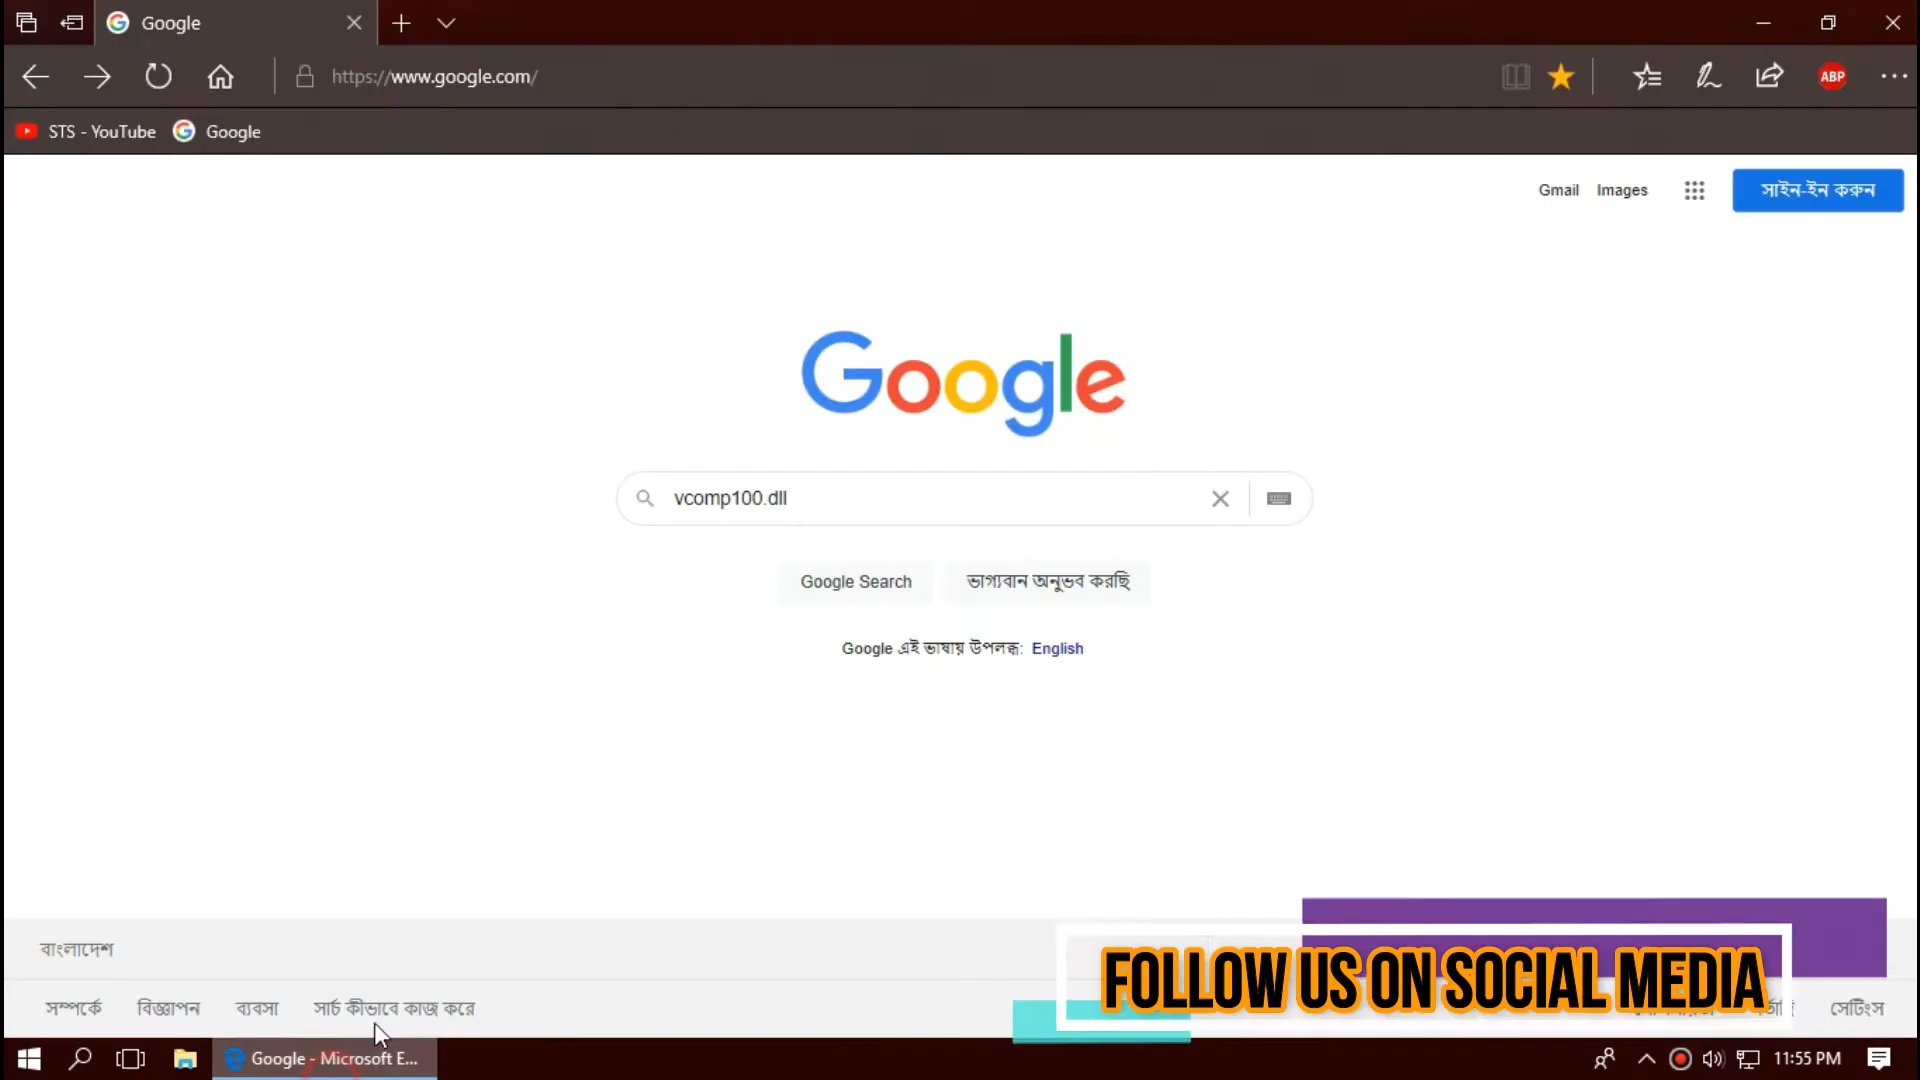 Google
https://www.google.com/
ABP
STS - YouTube Google
Gmail Images সাইন-ইন করুন
Google
vcomp100.dll
Google Search ভাগ্যবান অনুভব করছি
Google এই ভাষায় উপলব্ধ: English
বাংলাদেশ
FOLLOW US ON SOCIAL MEDIA
সম্পর্কে বিজ্ঞাপন ব্যবসা সার্চ কীভাবে কাজ করে সেটিংস
Google - Microsoft E... 11:55 PM